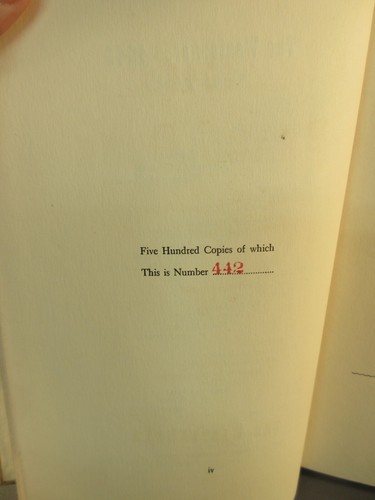 Five Hundred Copies of which
This is Number 442..............
iv